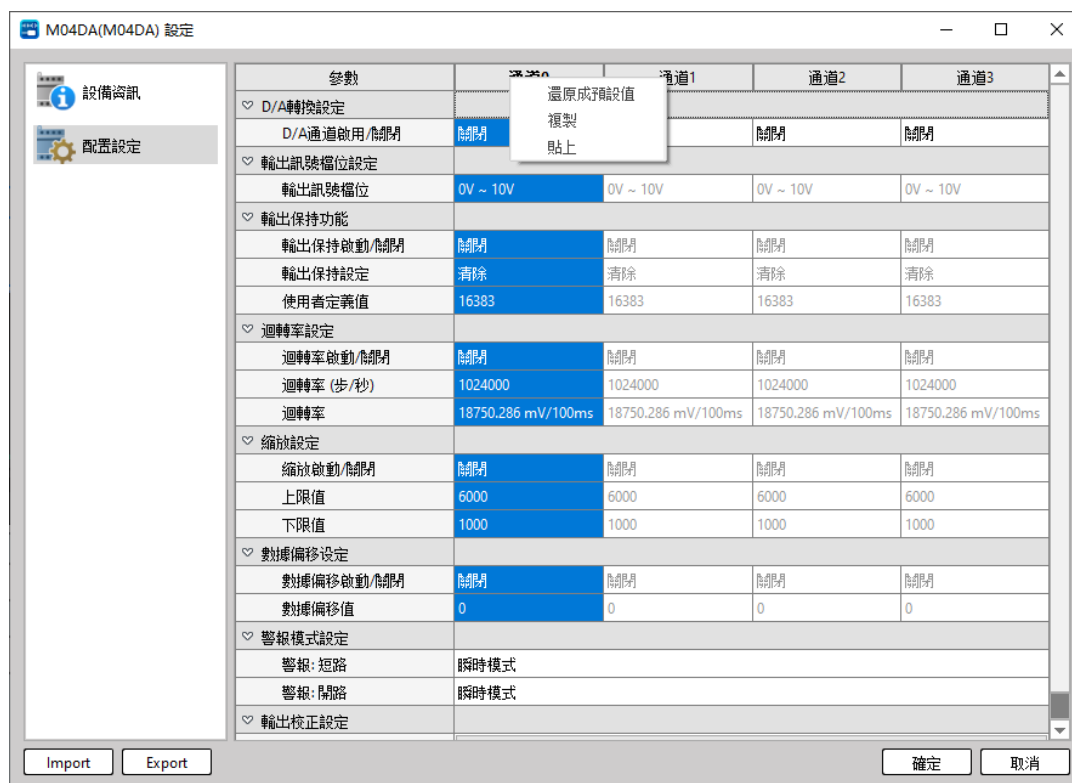 M04DA(M04DA) 設定
設備資訊
配置設定
參數 通道0 通道1 通道2 通道3
還原成預設值
複製
貼上
D/A轉換設定
D/A通道啟用/關閉 關閉 關閉 關閉
輸出訊號檔位設定
輸出訊號檔位 0V ~ 10V 0V ~ 10V 0V ~ 10V 0V ~ 10V
輸出保持功能
輸出保持啟動/關閉 關閉 關閉 關閉 關閉
輸出保持設定 清除 清除 清除 清除
使用者定義值 16383 16383 16383 16383
迴轉率設定
迴轉率啟動/關閉 關閉 關閉 關閉 關閉
迴轉率 (步/秒) 1024000 1024000 1024000 1024000
迴轉率 18750.286 mV/100ms 18750.286 mV/100ms 18750.286 mV/100ms 18750.286 mV/100ms
縮放設定
縮放啟動/關閉 關閉 關閉 關閉 關閉
上限值 6000 6000 6000 6000
下限值 1000 1000 1000 1000
數據偏移设定
數據偏移啟動/關閉 關閉 關閉 關閉 關閉
數據偏移值 0 0 0 0
警報模式設定
警報: 短路 瞬時模式
警報: 開路 瞬時模式
輸出校正設定
Import Export 確定 取消